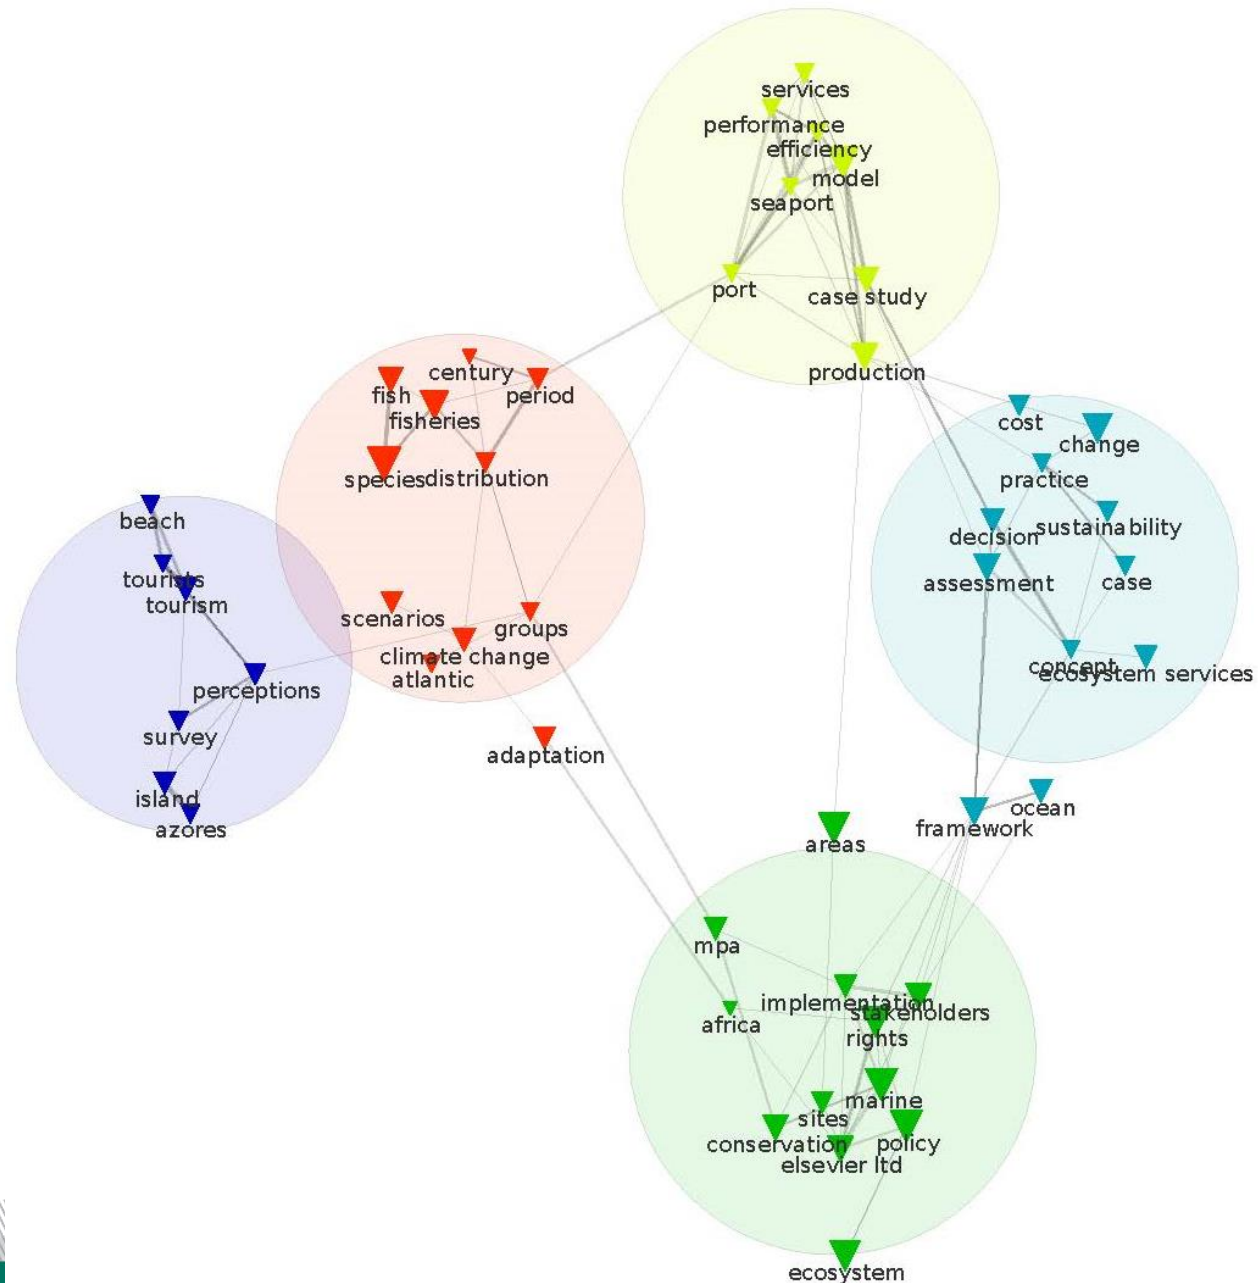 services
performance
efficiency
model
seaport
port
case study
production
century
fish
period
fisheries
species
distribution
scenarios
groups
climate change
atlantic
adaptation
beach
tourists
tourism
perceptions
survey
island
azores
cost
change
practice
sustainability
decision
assessment
case
concept
ecosystem services
ocean
framework
areas
mpa
implementation
stakeholders
africa
rights
marine
sites
conservation
policy
elsevier ltd
ecosystem